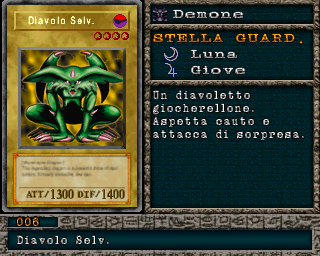 Diavolo Selv.
ATT/1300 DIF/1400
Demone
STELLA GUARD.
Luna
Giove
Un diavoletto
giocherellone.
Aspetta cauto e
attacca di sorpresa.
006
Diavolo Selv.